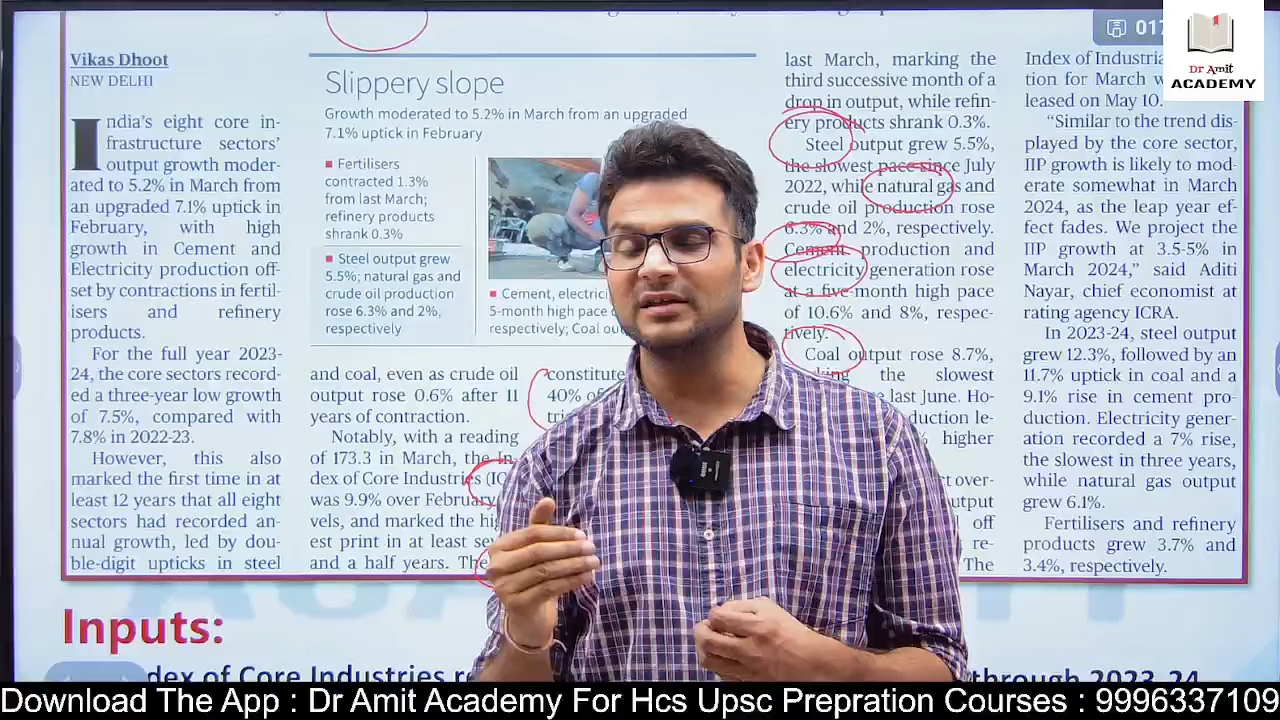 017
Dr Amit
ACADEMY
Vikas Dhoot
NEW DELHI
India's eight core in-
frastructure sectors'
output growth moder-
ated to 5.2% in March from
an upgraded 7.1% uptick in
February, with high
growth in Cement and
Electricity production off-
set by contractions in fertil-
isers and refinery
products.
For the full year 2023-
24, the core sectors record-
ed a three-year low growth
of 7.5%, compared with
7.8% in 2022-23.
However, this also
marked the first time in at
least 12 years that all eight
sectors had recorded an-
nual growth, led by dou-
ble-digit upticks in steel
Slippery slope
Growth moderated to 5.2% in March from an upgraded
7.1% uptick in February
Fertilisers
contracted 1.3%
from last March;
refinery products
shrank 0.3%
Steel output grew
5.5%; natural gas and
crude oil production
rose 6.3% and 2%,
respectively
Cement,
5-month high pace
respectively; Coal
and coal, even as crude oil
output rose 0.6% after 11
years of contraction.
Notably, with a reading
of 173.3 in March, the In-
dex of Core Industries
was 9.9% over February
vels, and marked the
est print in at least
and a half years. The
constitute
40%
last March, marking the
third successive month of a
drop in output, while refin-
ery products shrank 0.3%.
Steel output grew 5.5%,
the slowest pace since July
2022, while natural gas and
crude oil production rose
6.3% and 2%, respectively.
Cement production and
electricity generation rose
at a five-month high pace
of 10.6% and 8%, respec-
tively.
Coal output rose 8.7%,
the slowest
last June. Ho-
le-
higher
over-
off
re-
The
Index of
tion for March
leased on May 10.
"Similar to the trend dis-
played by the core sector,
IIP growth is likely to mod-
erate somewhat in March
2024, as the leap year ef-
fect fades. We project the
IIP growth at 3.5-5% in
March 2024," said Aditi
Nayar, chief economist at
rating agency ICRA.
In 2023-24, steel output
grew 12.3%, followed by an
11.7% uptick in coal and a
9.1% rise in cement pro-
duction. Electricity gener-
ation recorded a 7% rise,
the slowest in three years,
while natural gas output
grew 6.1%.
Fertilisers and refinery
products grew 3.7% and
3.4%, respectively.
Inputs:
of Core Industries through 2023-24
Download The App : Dr Amit Academy For Hcs Upsc Prepration Courses : 9996337109